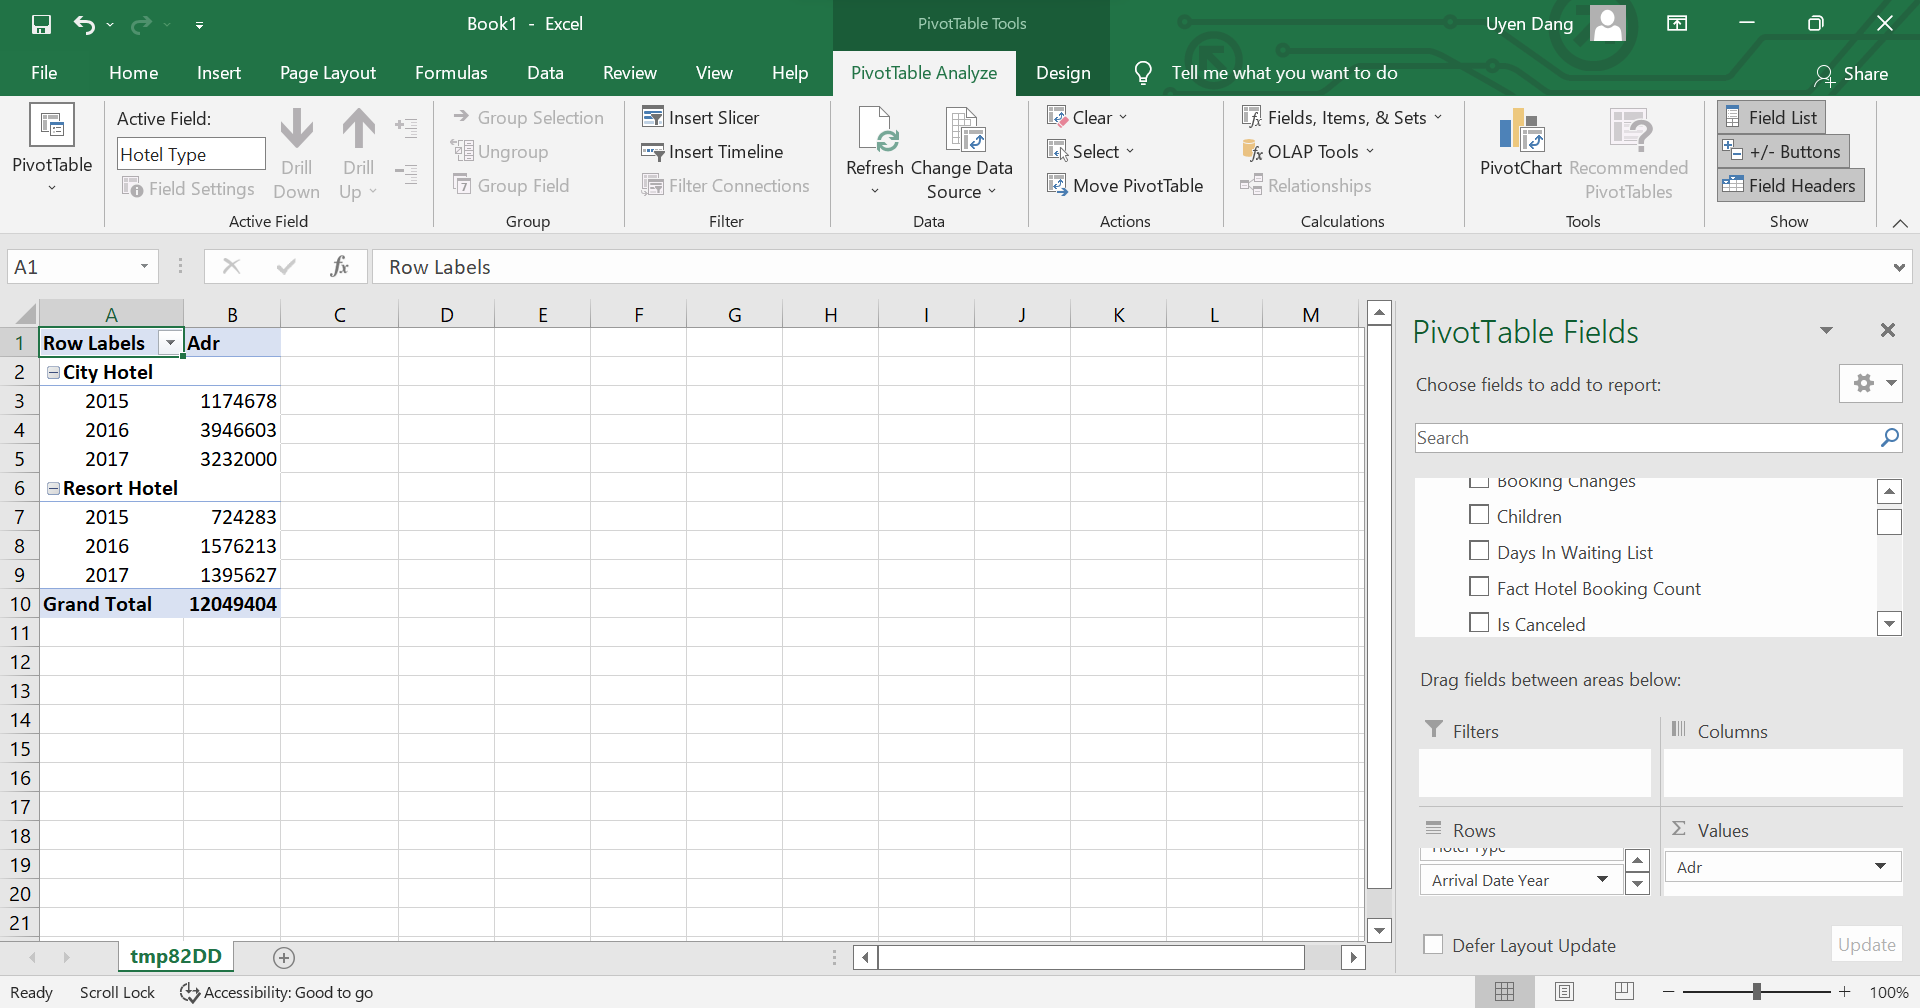 Book1 - Excel
PivotTable Tools
Uyen Dang
File
Home
Insert
Page Layout
Formulas
Data
Review
View
Help
PivotTable Analyze
Design
Tell me what you want to do
Share
PivotTable
Active Field:
Hotel Type
Field Settings
Drill
Down
Drill
Up
Active Field
Group Selection
Ungroup
Group Field
Group
Insert Slicer
Insert Timeline
Filter Connections
Filter
Refresh
Change Data
Source
Data
Clear
Select
Move PivotTable
Actions
Fields, Items, & Sets
OLAP Tools
Relationships
Calculations
PivotChart
Recommended
PivotTables
Tools
Field List
+/- Buttons
Field Headers
Show
A1
fx
Row Labels
A B C D E F G H I J K L M
1 Row Labels Adr
2 City Hotel
3 2015 1174678
4 2016 3946603
5 2017 3232000
6 Resort Hotel
7 2015 724283
8 2016 1576213
9 2017 1395627
10 Grand Total 12049404
11
12
13
14
15
16
17
18
19
20
21
PivotTable Fields
Choose fields to add to report:
Search
Booking Changes
Children
Days In Waiting List
Fact Hotel Booking Count
Is Canceled
Drag fields between areas below:
Filters
Columns
Rows
Hotel Type
Arrival Date Year
Σ Values
Adr
Defer Layout Update
Update
tmp82DD
Ready
Scroll Lock
Accessibility: Good to go
100%